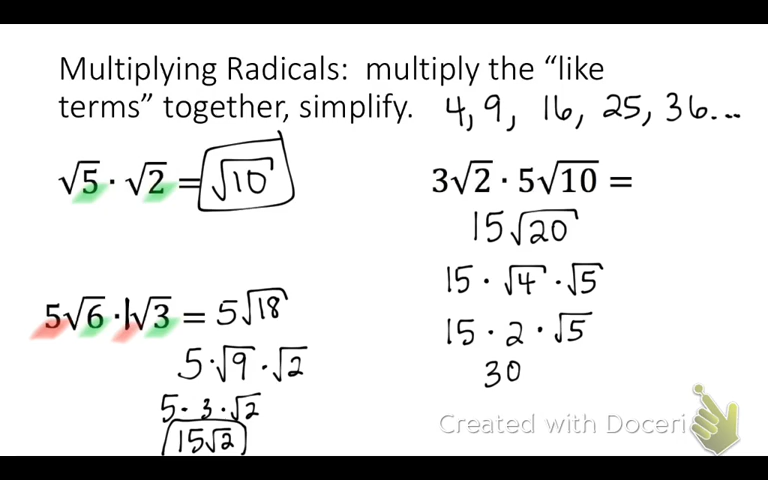 Multiplying Radicals: multiply the “like
terms” together, simplify. 4, 9, 16, 25, 36...
√5 · √2 = √10
3√2 · 5√10 =
15√20
15 · √4 · √5
15 · 2 · √5
30
5√6 · 1√3 = 5√18
5 · √9 · √2
5 · 3 · √2
15√2
Created with Doceri